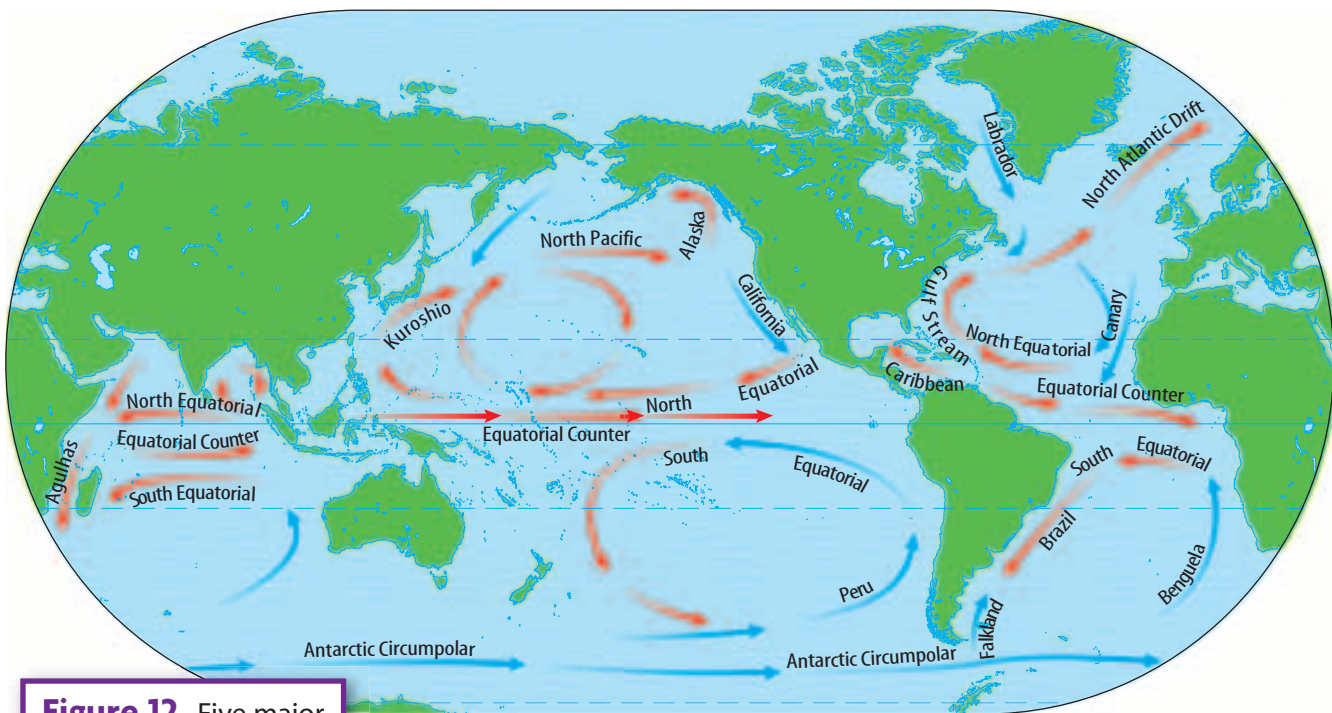 Labrador
North Atlantic Drift
North Pacific
Alaska
Kuroshio
California
Gulf Stream
Canary
North Equatorial
Caribbean
Equatorial Counter
North Equatorial
Equatorial Counter
South Equatorial
Agulhas
Equatorial
North
Equatorial Counter
South
Equatorial
South
Equatorial
Brazil
Peru
Falkland
Benguela
Antarctic Circumpolar
Antarctic Circumpolar
Figure 12 Five major